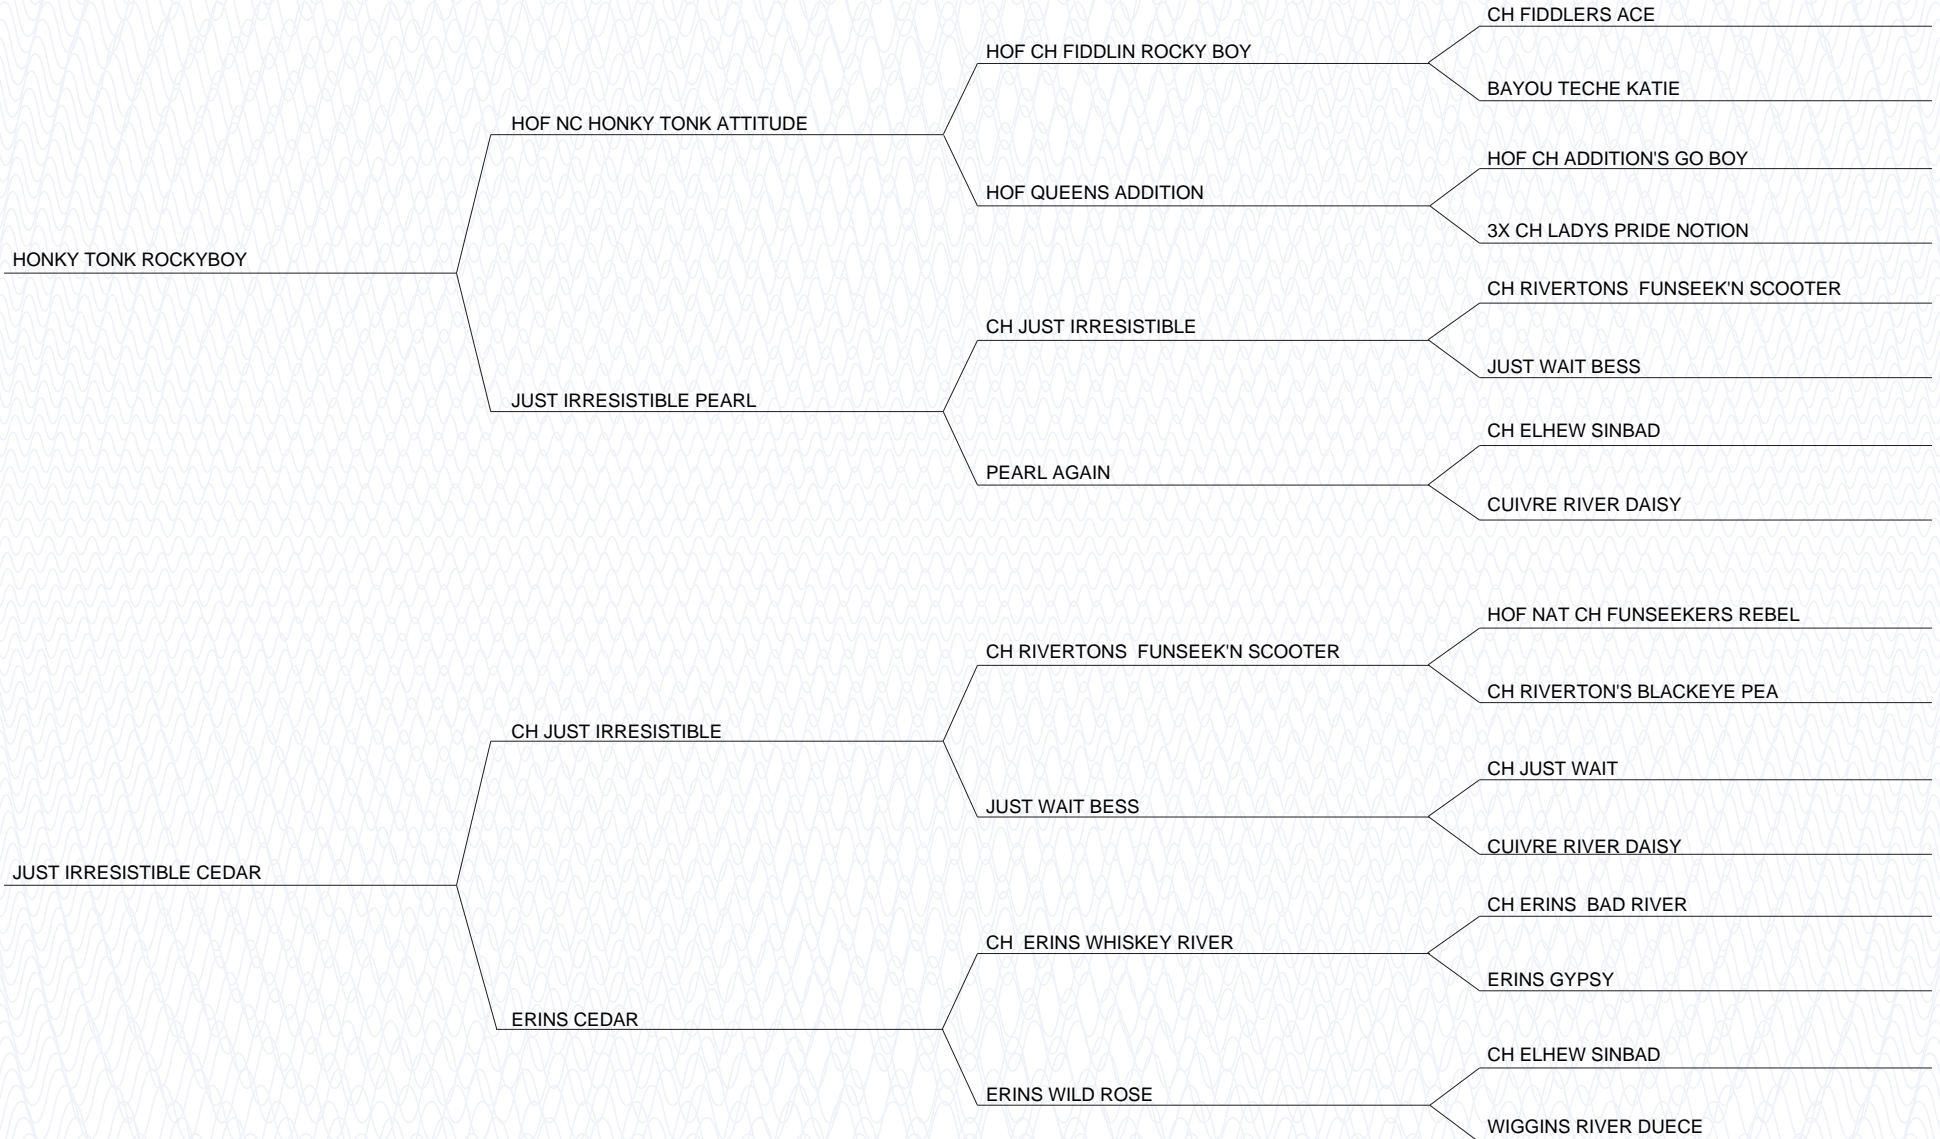 CH FIDDLERS ACE
HOF CH FIDDLIN ROCKY BOY
BAYOU TECHE KATIE
HOF NC HONKY TONK ATTITUDE
HOF CH ADDITION'S GO BOY
HOF QUEENS ADDITION
3X CH LADYS PRIDE NOTION
HONKY TONK ROCKYBOY
CH RIVERTONS  FUNSEEK'N SCOOTER
CH JUST IRRESISTIBLE
JUST WAIT BESS
JUST IRRESISTIBLE PEARL
CH ELHEW SINBAD
PEARL AGAIN
CUIVRE RIVER DAISY
HOF NAT CH FUNSEEKERS REBEL
CH RIVERTONS  FUNSEEK'N SCOOTER
CH RIVERTON'S BLACKEYE PEA
CH JUST IRRESISTIBLE
CH JUST WAIT
JUST WAIT BESS
CUIVRE RIVER DAISY
JUST IRRESISTIBLE CEDAR
CH ERINS  BAD RIVER
CH  ERINS WHISKEY RIVER
ERINS GYPSY
ERINS CEDAR
CH ELHEW SINBAD
ERINS WILD ROSE
WIGGINS RIVER DUECE